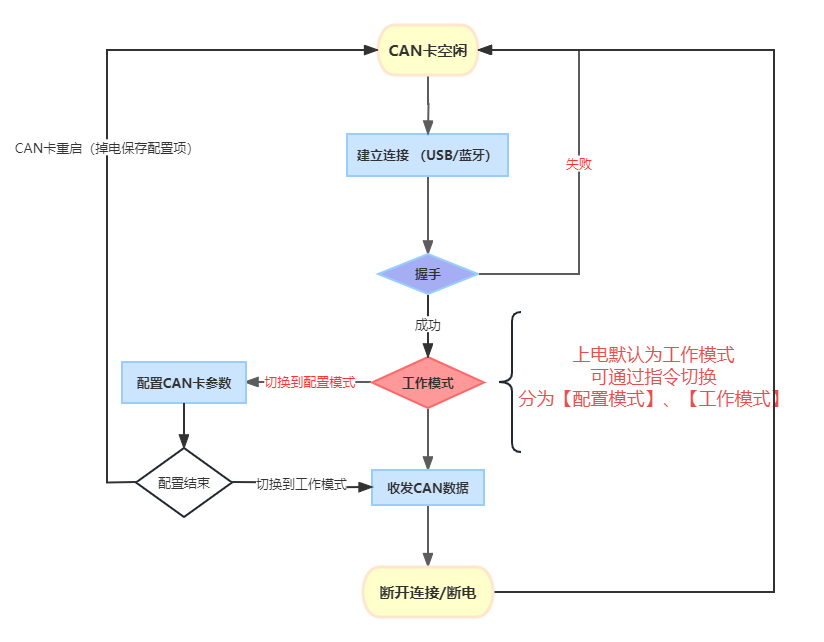 CAN卡空闲
CAN卡重启（掉电保存配置项）
建立连接 （USB/蓝牙）
失败
握手
成功
上电默认为工作模式
可通过指令切换
分为【配置模式】、【工作模式】
配置CAN卡参数
切换到配置模式
工作模式
配置结束
切换到工作模式
收发CAN数据
断开连接/断电